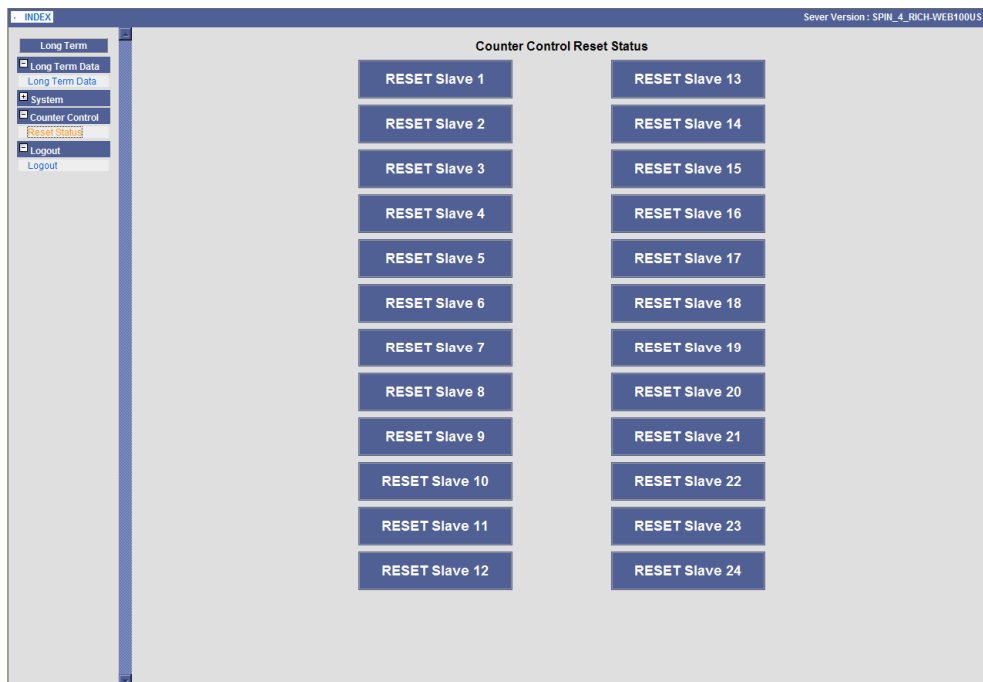 INDEX
Sever Version : SPIN_4_RICH-WEB100US
Long Term
Long Term Data
Long Term Data
System
Counter Control
Reset Status
Logout
Logout
Counter Control Reset Status
RESET Slave 1
RESET Slave 13
RESET Slave 2
RESET Slave 14
RESET Slave 3
RESET Slave 15
RESET Slave 4
RESET Slave 16
RESET Slave 5
RESET Slave 17
RESET Slave 6
RESET Slave 18
RESET Slave 7
RESET Slave 19
RESET Slave 8
RESET Slave 20
RESET Slave 9
RESET Slave 21
RESET Slave 10
RESET Slave 22
RESET Slave 11
RESET Slave 23
RESET Slave 12
RESET Slave 24